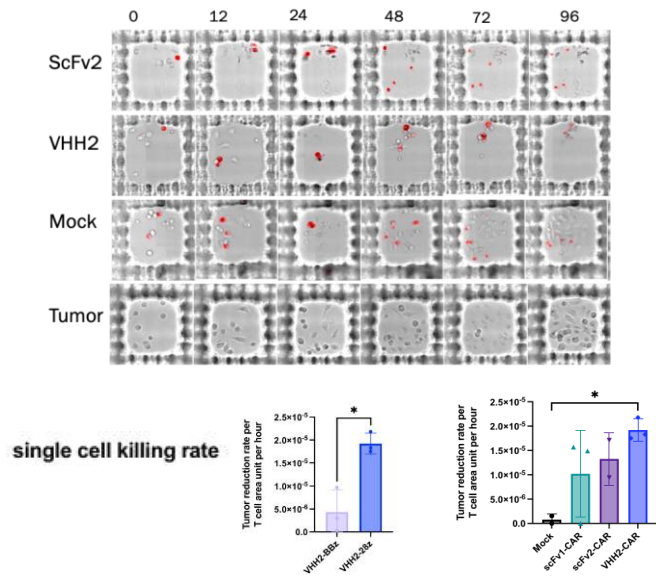 0 12 24 48 72 96
ScFv2
VHH2
Mock
Tumor
single cell killing rate
Tumor reduction rate per
T cell area unit per hour
2.5×10⁻⁵
2.0×10⁻⁵
1.5×10⁻⁵
1.0×10⁻⁵
5.0×10⁻⁶
0.0
*
VHH2-BBz
VHH2-28z
Tumor reduction rate per
T cell area unit per hour
2.5×10⁻⁵
2.0×10⁻⁵
1.5×10⁻⁵
1.0×10⁻⁵
5.0×10⁻⁶
0.0
*
Mock
scFv1-CAR
scFv2-CAR
VHH2-CAR